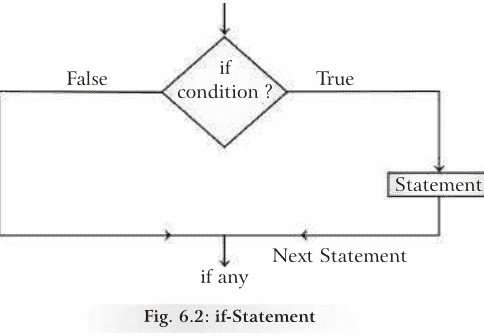 if
False
True
condition ?
Statement
Next Statement
if any
Fig. 6.2: if-Statement